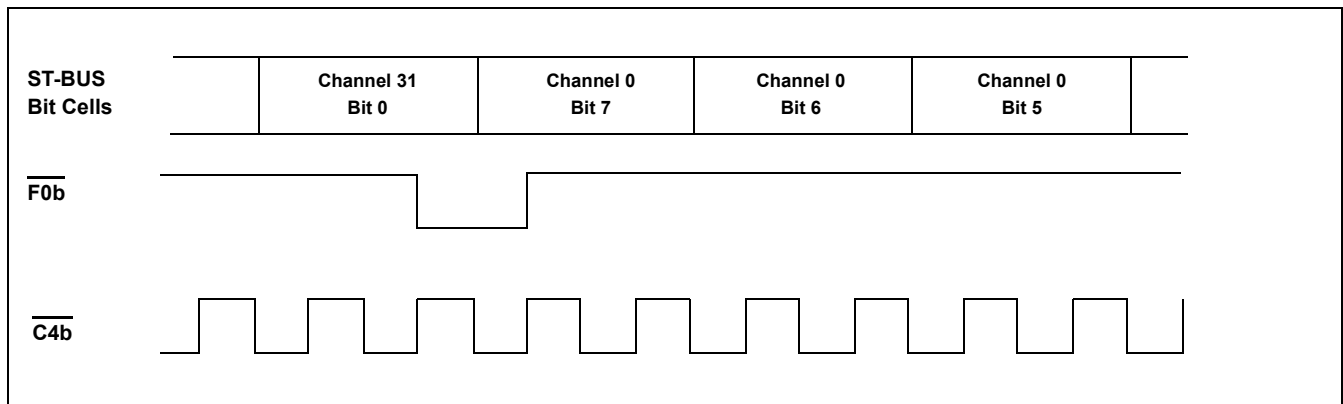 ST-BUS
Bit Cells
Channel 31
Bit 0
Channel 0
Bit 7
Channel 0
Bit 6
Channel 0
Bit 5
F0b
C4b